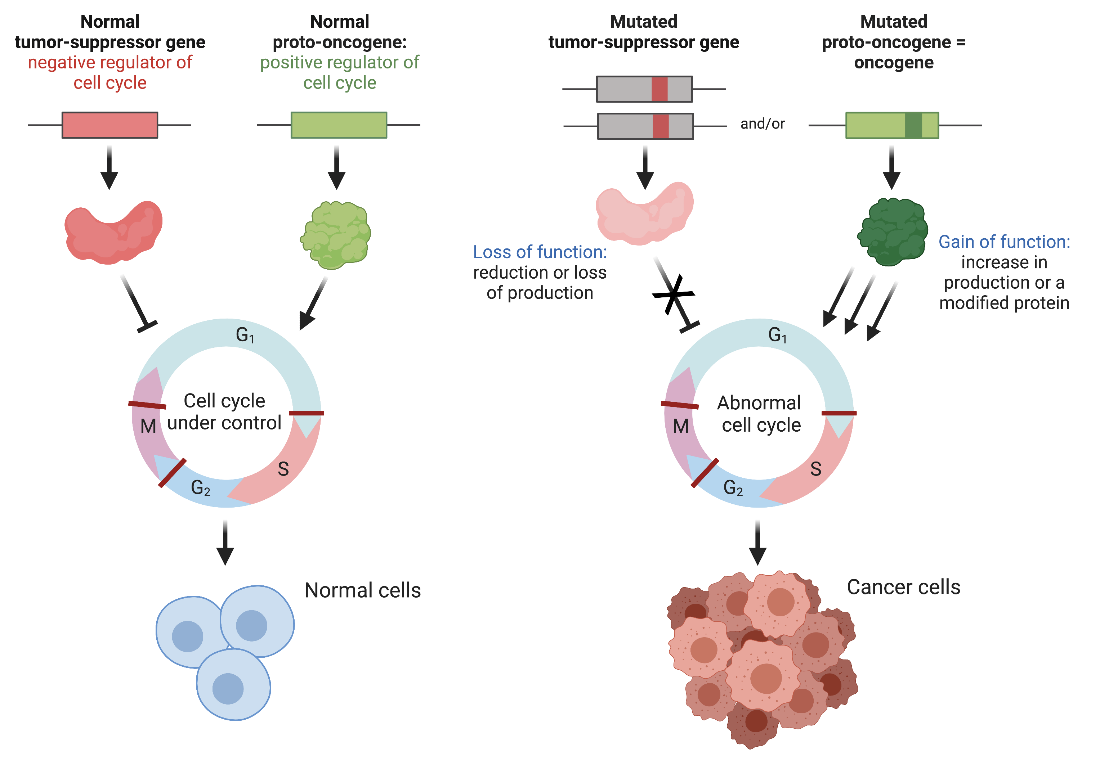 Normal
tumor-suppressor gene
negative regulator of
cell cycle
Normal
proto-oncogene:
positive regulator of
cell cycle
Mutated
tumor-suppressor gene
Mutated
proto-oncogene =
oncogene
and/or
Loss of function:
reduction or loss
of production
Gain of function:
increase in
production or a
modified protein
G₁
Cell cycle
under control
M
S
G₂
G₁
Abnormal
cell cycle
M
S
G₂
Normal cells
Cancer cells